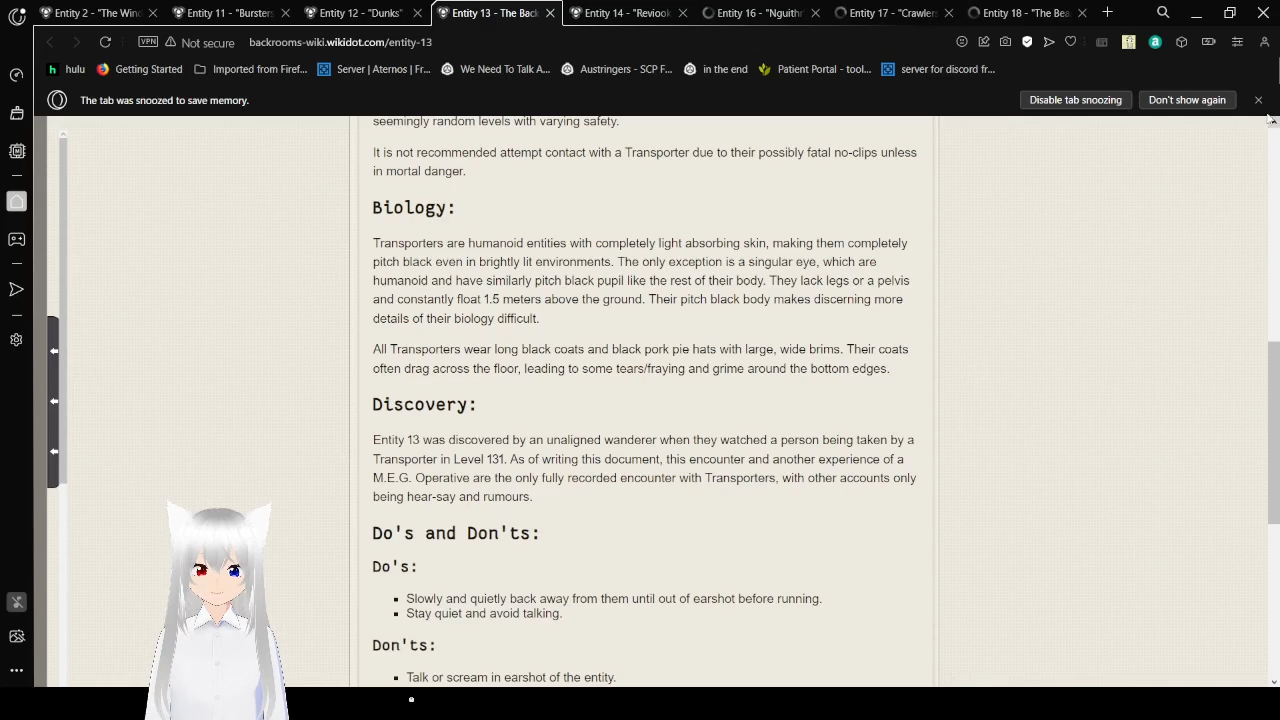 Entity 2 - "The Wind
Entity 11 - "Bursters
Entity 12 - "Dunks"
Entity 13 - The Back
Entity 14 - "Reviook
Entity 16 - "Nguithr
Entity 17 - "Crawlers
Entity 18 - "The Bea
VPN
Not secure
backrooms-wiki.wikidot.com/entity-13
hulu
Getting Started
Imported from Firef...
Server | Aternos | Fr...
We Need To Talk A...
Austringers - SCP F...
in the end
Patient Portal - tool...
server for discord fr...
The tab was snoozed to save memory.
Disable tab snoozing
Don't show again
seemingly random levels with varying safety.
It is not recommended attempt contact with a Transporter due to their possibly fatal no-clips unless
in mortal danger.
Biology:
Transporters are humanoid entities with completely light absorbing skin, making them completely
pitch black even in brightly lit environments. The only exception is a singular eye, which are
humanoid and have similarly pitch black pupil like the rest of their body. They lack legs or a pelvis
and constantly float 1.5 meters above the ground. Their pitch black body makes discerning more
details of their biology difficult.
All Transporters wear long black coats and black pork pie hats with large, wide brims. Their coats
often drag across the floor, leading to some tears/fraying and grime around the bottom edges.
Discovery:
Entity 13 was discovered by an unaligned wanderer when they watched a person being taken by a
Transporter in Level 131. As of writing this document, this encounter and another experience of a
M.E.G. Operative are the only fully recorded encounter with Transporters, with other accounts only
being hear-say and rumours.
Do's and Don'ts:
Do's:
▪ Slowly and quietly back away from them until out of earshot before running.
▪ Stay quiet and avoid talking.
Don'ts:
▪ Talk or scream in earshot of the entity.